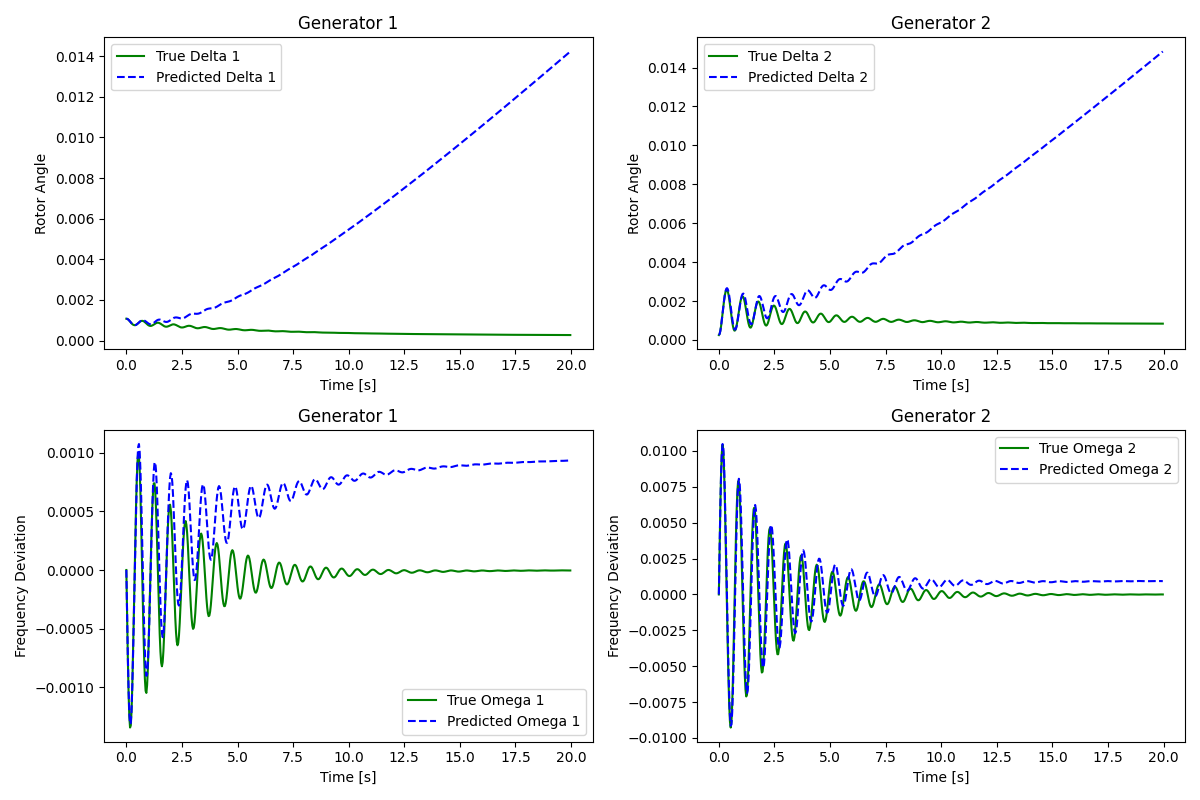 Generator 1
True Delta 1
Predicted Delta 1
Rotor Angle
0.014
0.012
0.010
0.008
0.006
0.004
0.002
0.000
0.0 2.5 5.0 7.5 10.0 12.5 15.0 17.5 20.0
Time [s]
Generator 2
True Delta 2
Predicted Delta 2
Rotor Angle
0.014
0.012
0.010
0.008
0.006
0.004
0.002
0.000
0.0 2.5 5.0 7.5 10.0 12.5 15.0 17.5 20.0
Time [s]
Generator 1
Frequency Deviation
0.0010
0.0005
0.0000
−0.0005
−0.0010
True Omega 1
Predicted Omega 1
0.0 2.5 5.0 7.5 10.0 12.5 15.0 17.5 20.0
Time [s]
Generator 2
True Omega 2
Predicted Omega 2
Frequency Deviation
0.0100
0.0075
0.0050
0.0025
0.0000
−0.0025
−0.0050
−0.0075
−0.0100
0.0 2.5 5.0 7.5 10.0 12.5 15.0 17.5 20.0
Time [s]